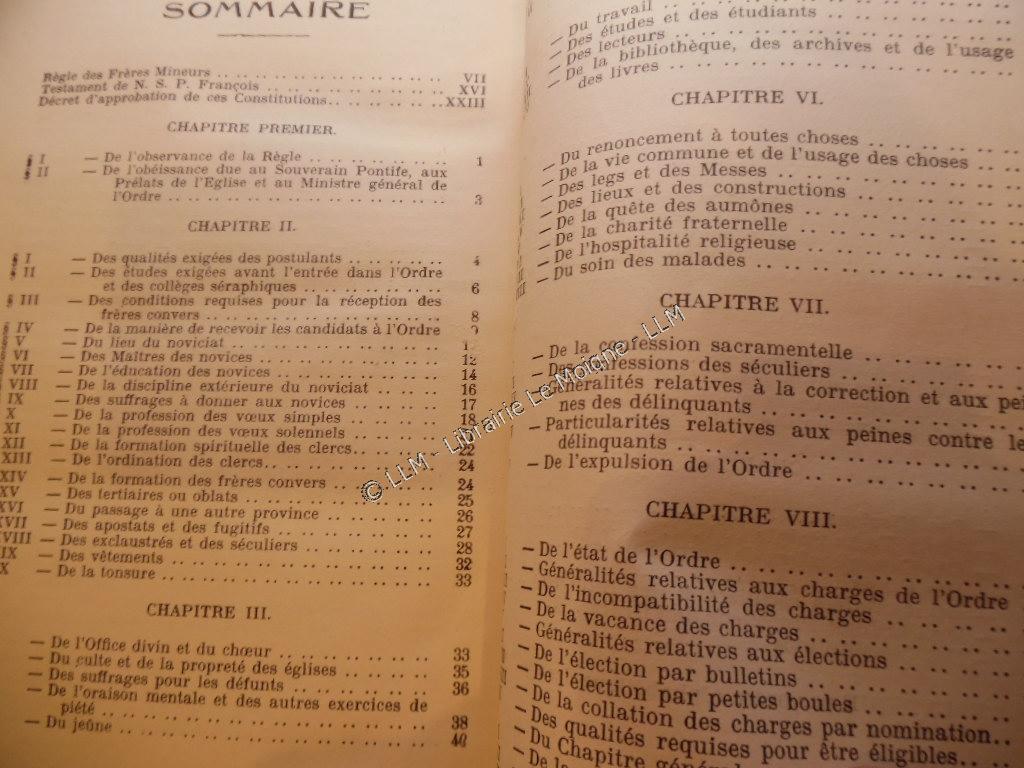 SOMMAIRE
Règle des Frères Mineurs .. .. .. .. .. .. .. .. .. VII
Testament de N. S. P. François .. .. .. .. .. .. .. XVI
Décret d'approbation de ces Constitutions.. .. .. .. .. XXIII
CHAPITRE PREMIER.
§ I — De l'observance de la Règle .. .. .. .. .. .. 1
§ II — De l'obéissance due au Souverain Pontife, aux
Prélats de l'Église et au Ministre général de
l'Ordre .. .. .. .. .. .. .. .. .. .. .. 3
CHAPITRE II.
§ I — Des qualités exigées des postulants .. .. .. .. 4
§ II — Des études exigées avant l'entrée dans l'Ordre
et des collèges séraphiques .. .. .. .. .. 6
§ III — Des conditions requises pour la réception des
frères convers .. .. .. .. .. .. .. .. 8
§ IV — De la manière de recevoir les candidats à l'Ordre
V — Du lieu du noviciat .. .. .. .. .. .. ..
VI — Des Maîtres des novices .. .. .. .. .. .. 12
VII — De l'éducation des novices .. .. .. .. .. 14
VIII — De la discipline extérieure du noviciat .. .. .. 16
IX — Des suffrages à donner aux novices .. .. .. .. 17
X — De la profession des vœux simples .. .. .. .. 18
XI — De la profession des vœux solennels .. .. .. ..
XII — De la formation spirituelle des clercs.. .. .. .. 22
XIII — De l'ordination des clercs.. .. .. .. .. .. 24
XIV — De la formation des frères convers .. .. .. .. 24
XV — Des tertiaires ou oblats .. .. .. .. .. .. 25
XVI — Du passage à une autre province .. .. .. .. 26
XVII — Des apostats et des fugitifs .. .. .. .. .. 27
XVIII — Des exclaustrés et des séculiers .. .. .. .. 28
IX — Des vêtements .. .. .. .. .. .. .. .. 32
X — De la tonsure .. .. .. .. .. .. .. .. 33
CHAPITRE III.
— De l'Office divin et du chœur .. .. .. .. .. 33
— Du culte et de la propreté des églises .. .. .. 35
— Des suffrages pour les défunts .. .. .. .. .. 36
— De l'oraison mentale et des autres exercices de
piété .. .. .. .. .. .. .. .. .. .. 38
— Du jeûne .. .. .. .. .. .. .. .. .. 40
— Du travail .. .. .. .. .. .. .. ..
— Des études et des étudiants .. .. .. ..
— Des lecteurs .. .. .. .. .. .. .. ..
— De la bibliothèque, des archives et de l'usage
des livres .. .. .. .. .. .. .. ..
CHAPITRE VI.
— Du renoncement à toutes choses .. .. .. ..
— De la vie commune et de l'usage des choses .. ..
— Des legs et des Messes .. .. .. .. .. ..
— Des lieux et des constructions .. .. .. ..
— De la quête des aumônes .. .. .. .. ..
— De la charité fraternelle .. .. .. .. ..
— De l'hospitalité religieuse .. .. .. .. ..
— Du soin des malades .. .. .. .. .. ..
CHAPITRE VII.
— De la confession sacramentelle .. .. .. ..
— Des confessions des séculiers .. .. .. ..
— Généralités relatives à la correction et aux pei
nes des délinquants .. .. .. .. .. ..
— Particularités relatives aux peines contre le
délinquants .. .. .. .. .. .. .. ..
— De l'expulsion de l'Ordre .. .. .. .. ..
CHAPITRE VIII.
— De l'état de l'Ordre .. .. .. .. .. ..
— Généralités relatives aux charges de l'Ordre ..
— De l'incompatibilité des charges .. .. .. ..
— De la vacance des charges .. .. .. .. ..
— Généralités relatives aux élections .. .. ..
— De l'élection par bulletins .. .. .. .. ..
— De l'élection par petites boules .. .. .. ..
— De la collation des charges par nomination.. ..
— Des qualités requises pour être éligibles.. ..
— Du Chapitre général
— De la
© LLM - Librairie Le Moigne - LLM